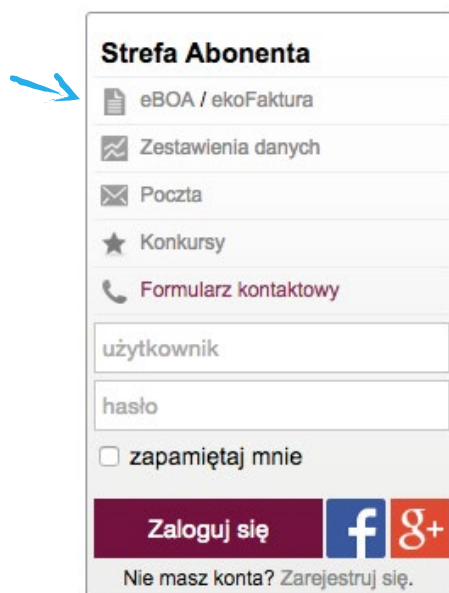 Strefa Abonenta
eBOA / ekoFaktura
Zestawienia danych
Poczta
Konkursy
Formularz kontaktowy
użytkownik
hasło
zapamiętaj mnie
Zaloguj się f g+
Nie masz konta? Zarejestruj się.